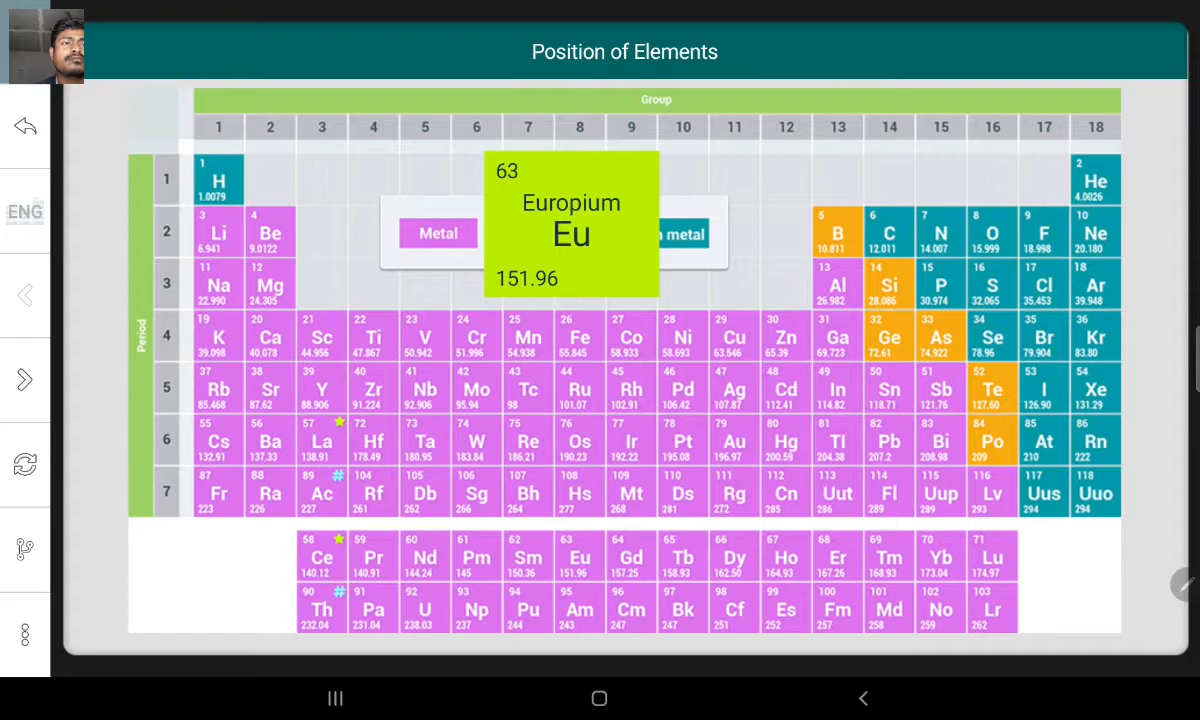 Position of Elements
ENG
Group
1 2 3 4 5 6 7 8 9 10 11 12 13 14 15 16 17 18
Period
63
Europium
Eu
151.96
Metal
metal
1
1 2
H He
1.0079 4.0026
2
3 4 5 6 7 8 9 10
Li Be B C N O F Ne
6.941 9.0122 10.811 12.011 14.007 15.999 18.998 20.180
3
11 12 13 14 15 16 17 18
Na Mg Al Si P S Cl Ar
22.990 24.305 26.982 28.086 30.974 32.065 35.453 39.948
4
19 20 21 22 23 24 25 26 27 28 29 30 31 32 33 34 35 36
K Ca Sc Ti V Cr Mn Fe Co Ni Cu Zn Ga Ge As Se Br Kr
39.098 40.078 44.956 47.867 50.942 51.996 54.938 55.845 58.933 58.693 63.546 65.39 69.723 72.61 74.922 78.96 79.904 83.80
5
37 38 39 40 41 42 43 44 45 46 47 48 49 50 51 52 53 54
Rb Sr Y Zr Nb Mo Tc Ru Rh Pd Ag Cd In Sn Sb Te I Xe
85.468 87.62 88.906 91.224 92.906 95.94 98 101.07 102.91 106.42 107.87 112.41 114.82 118.71 121.76 127.60 126.90 131.29
6
55 56 57 72 73 74 75 76 77 78 79 80 81 82 83 84 85 86
Cs Ba La Hf Ta W Re Os Ir Pt Au Hg Tl Pb Bi Po At Rn
132.91 137.33 138.91 178.49 180.95 183.84 186.21 190.23 192.22 195.08 196.97 200.59 204.38 207.2 208.98 209 210 222
7
87 88 89 # 104 105 106 107 108 109 110 111 112 113 114 115 116 117 118
Fr Ra Ac Rf Db Sg Bh Hs Mt Ds Rg Cn Uut Fl Uup Lv Uus Uuo
223 226 227 261 262 266 264 277 268 281 272 285 286 289 289 293 294 294
58 59 60 61 62 63 64 65 66 67 68 69 70 71
Ce Pr Nd Pm Sm Eu Gd Tb Dy Ho Er Tm Yb Lu
140.12 140.91 144.24 145 150.36 151.96 157.25 158.93 162.50 164.93 167.26 168.93 173.04 174.97
90 # 91 92 93 94 95 96 97 98 99 100 101 102 103
Th Pa U Np Pu Am Cm Bk Cf Es Fm Md No Lr
232.04 231.04 238.03 237 244 243 247 247 251 252 257 258 259 262